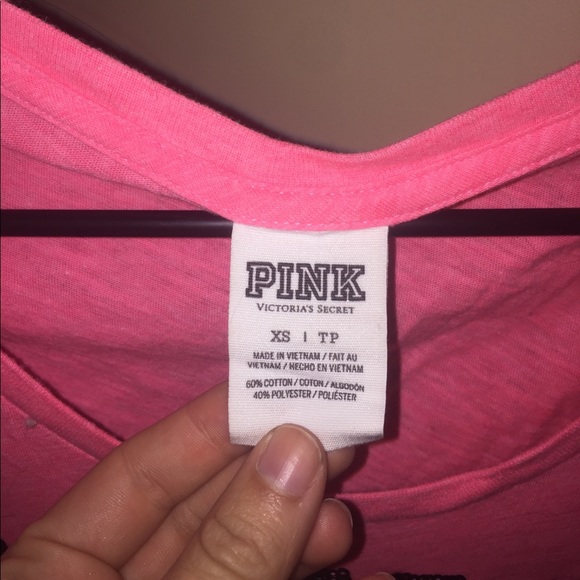 PINK
VICTORIA'S SECRET
XS | TP
MADE IN VIETNAM / FAIT AU
VIETNAM / HECHO EN VIETNAM
60% COTTON / COTON / ALGODÓN
40% POLYESTER / POLIÉSTER